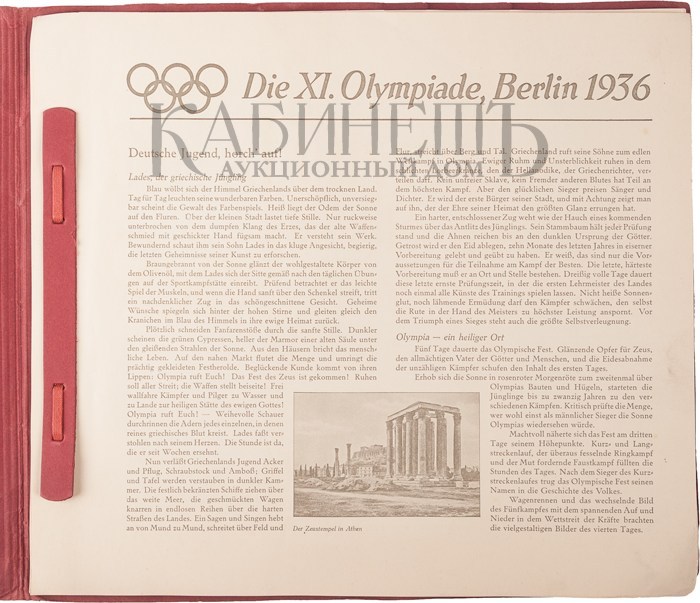 Die XI. Olympiade, Berlin 1936
КАБИНЕТЪ
АУКЦИОННЫЙ ДОМ
Deutsche Jugend, horch auf!
Lades, der griechische Jüngling
Blau wölbt sich der Himmel Griechenlands über dem trocknen Land.
Tag für Tag leuchten seine wunderbaren Farben. Unerschöpflich, unversieg-
bar scheint die Gewalt des Farbenspiels. Heiß liegt der Odem der Sonne
auf den Fluren. Über der kleinen Stadt lastet tiefe Stille. Nur ruckweise
unterbrochen von dem dumpfen Klang des Erzes, das der alte Waffen-
schmied mit geschickter Hand fügsam macht. Er versteht sein Werk.
Bewundernd schaut ihm sein Sohn Lades in das kluge Angesicht, begierig,
die letzten Geheimnisse seiner Kunst zu erforschen.
Braungebrannt von der Sonne glänzt der wohlgestaltete Körper von
dem Olivenöl, mit dem Lades sich der Sitte gemäß nach den täglichen Übun-
gen auf der Sportkampfstätte einreibt. Prüfend betrachtet er das leichte
Spiel der Muskeln, und wenn die Hand sanft über den Schenkel streift, tritt
ein nachdenklicher Zug in das schöngeschnittene Gesicht. Geheime
Wünsche spiegeln sich hinter der hohen Stirne und gleiten gleich den
Kranichen im Blau des Himmels in ihre ewige Heimat zurück.
Plötzlich schneiden Fanfarenstöße durch die sanfte Stille. Dunkler
scheinen die grünen Cypressen, heller der Marmor einer alten Säule unter
den gleißenden Strahlen der Sonne. Aus den Häusern bricht das mensch-
liche Leben. Auf den nahen Markt flutet die Menge und umringt die
prächtig gekleideten Festherolde. Beglückende Kunde kommt von ihren
Lippen: Olympia ruft Euch! Das Fest des Zeus ist gekommen! Ruhen
soll aller Streit; die Waffen stellt beiseite! Frei
wallfahre Kämpfer und Pilger zu Wasser und
zu Lande zur heiligen Stätte des ewigen Gottes!
Olympia ruft Euch! — Weihevolle Schauer
durchrinnen die Adern jedes einzelnen, in denen
reines griechisches Blut kreist. Lades faßt ver-
stohlen nach seinem Herzen. Die Stunde ist da,
die er seit Wochen ersehnt.
Nun verläßt Griechenlands Jugend Acker
und Pflug, Schraubstock und Amboß; Griffel
und Tafel werden verstauben in dunkler Kam-
mer. Die festlich bekränzten Schiffe ziehen über
das weite Meer, die geschmückten Wagen
knarren in endlosen Reihen über die harten
Straßen des Landes. Ein Sagen und Singen hebt
an von Mund zu Mund, schreitet über Feld und
Flur, streicht über Berg und Tal. Griechenland ruft seine Söhne zum edlen
Wettkampf in Olympia. Ewiger Ruhm und Unsterblichkeit ruhen in dem
den der Hellanodike, der Griechenrichter, ver-
teilen darf. Kein unfreier Sklave, kein Fremder anderen Blutes hat Teil an
dem höchsten Kampf. Aber den glücklichen Sieger preisen Sänger und
Dichter. Er wird der erste Bürger seiner Stadt, und mit Achtung zeigt man
auf ihn, der der Ehre seiner Heimat den größten Glanz errungen hat.
Ein harter, entschlossener Zug weht wie der Hauch eines kommenden
Sturmes über das Antlitz des Jünglings. Sein Stammbaum hält jeder Prüfung
stand und die Ahnen reichen bis an den dunklen Ursprung der Götter.
Getrost wird er den Eid ablegen, zehn Monate des letzten Jahres in eiserner
Vorbereitung gelebt und geübt zu haben. Er weiß, das sind nur die Vor-
aussetzungen für die Teilnahme am Kampf der Besten. Die letzte, härteste
Vorbereitung muß er an Ort und Stelle bestehen. Dreißig volle Tage dauert
diese letzte ernste Prüfungszeit, in der die ersten Lehrmeister des Landes
noch einmal alle Künste des Trainings spielen lassen. Nicht heiße Sonnen-
glut, noch lähmende Ermüdung darf den Kämpfer schwächen, den selbst
die Rute in der Hand des Meisters zu höchster Leistung anspornt. Vor
dem Triumph eines Sieges steht auch die größte Selbstverleugnung.
Olympia — ein heiliger Ort
Fünf Tage dauerte das Olympische Fest. Glänzende Opfer für Zeus,
den allmächtigen Vater der Götter und Menschen, und die Eidesabnahme
der unzähligen Kämpfer schufen den Inhalt des ersten Tages.
Erhob sich die Sonne in rosenroter Morgenröte zum zweitenmal über
Olympias Bauten und Hügeln, starteten die
Jünglinge bis zu zwanzig Jahren zu den ver-
schiedenen Kämpfen. Kritisch prüfte die Menge,
wer wohl einst als männlicher Sieger die Sonne
Olympias wiedersehen würde.
Machtvoll näherte sich das Fest am dritten
Tage seinem Höhepunkte. Kurz- und Lang-
streckenlauf, der überaus fesselnde Ringkampf
und der Mut fordernde Faustkampf füllten die
Stunden des Tages. Nach dem Sieger des Kurz-
streckenlaufes trug das Olympische Fest seinen
Namen in die Geschichte des Volkes.
Wagenrennen und das wechselnde Bild
des Fünfkampfes mit dem spannenden Auf und
Nieder in dem Wettstreit der Kräfte brachten
die vielgestaltigen Bilder des vierten Tages.
Der Zeustempel in Athen